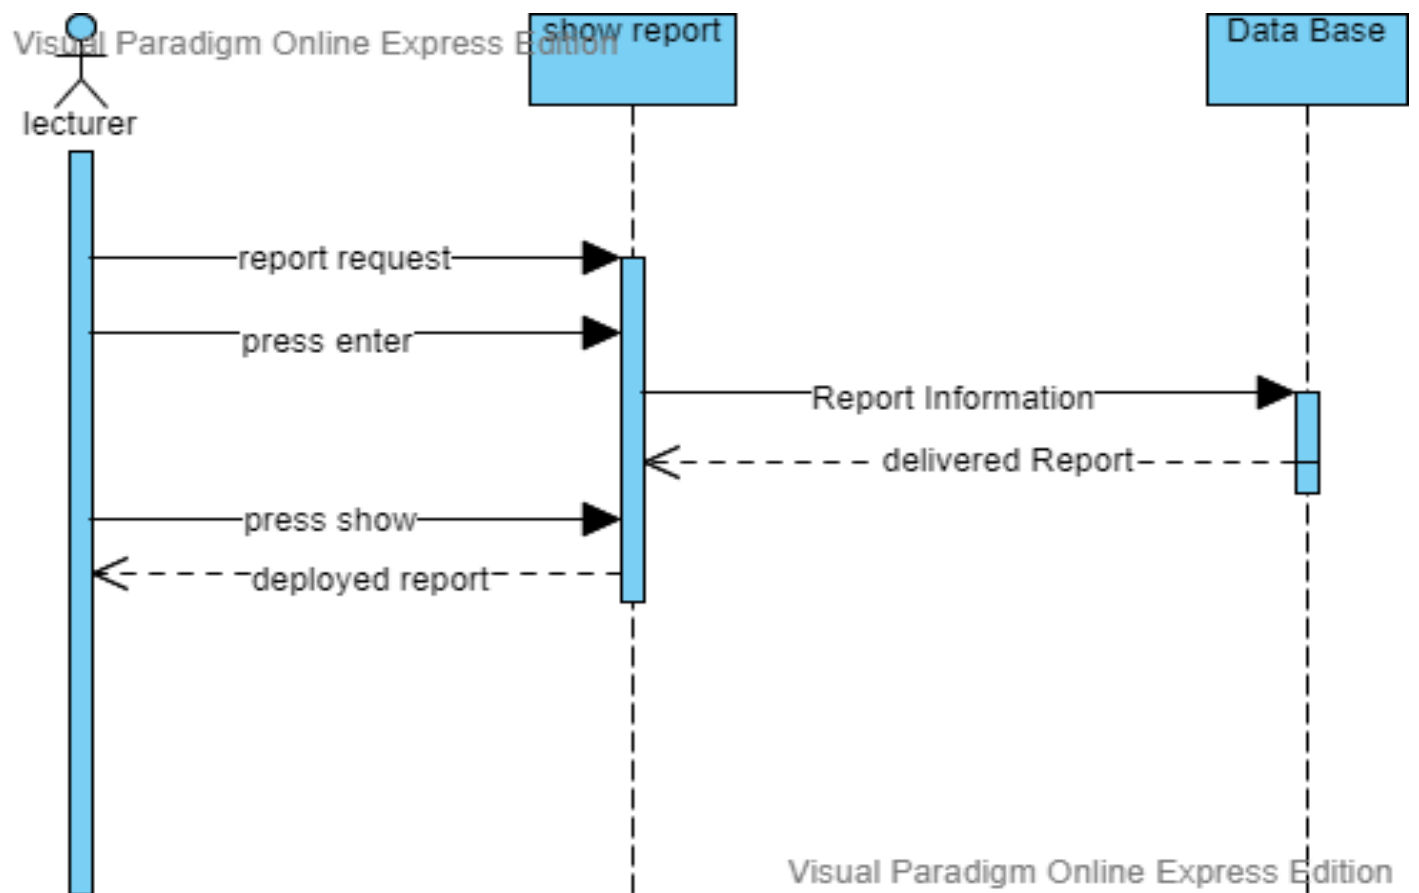 Visual Paradigm Online Express Edition
show report
Data Base
lecturer
report request
press enter
Report Information
delivered Report
press show
deployed report
Visual Paradigm Online Express Edition